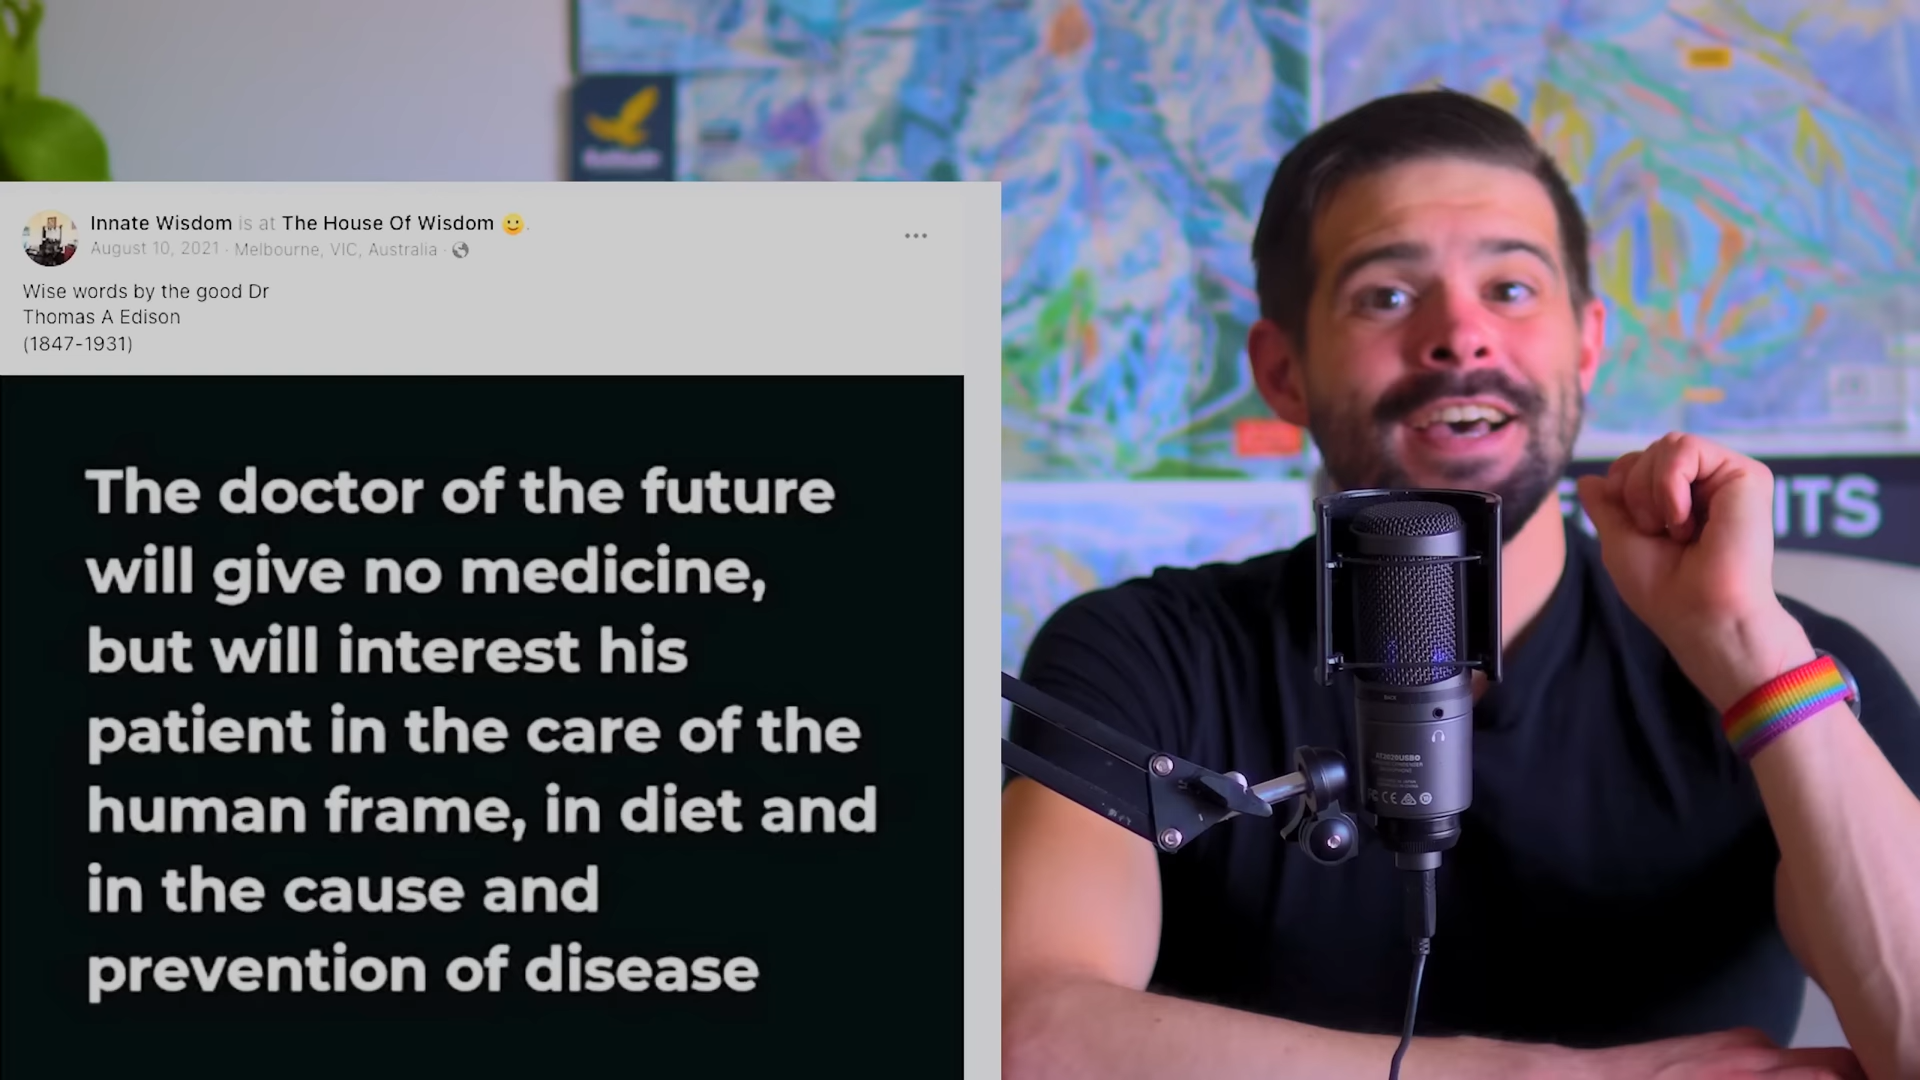 Innate Wisdom is at The House Of Wisdom 🙂.
August 10, 2021 · Melbourne, VIC, Australia ·
Wise words by the good Dr
Thomas A Edison
(1847-1931)
The doctor of the future
will give no medicine,
but will interest his
patient in the care of the
human frame, in diet and
in the cause and
prevention of disease
ITS